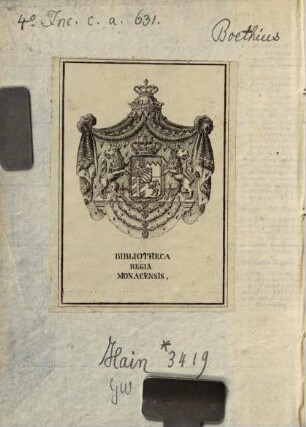 4° Inc. c. a. 631.
Boethius
BIBLIOTHECA
REGIA
MONACENSIS.
Hain *3419
GW